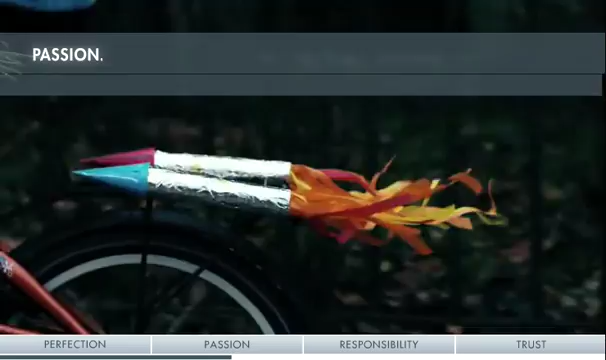 PASSION.
PERFECTION
PASSION
RESPONSIBILITY
TRUST